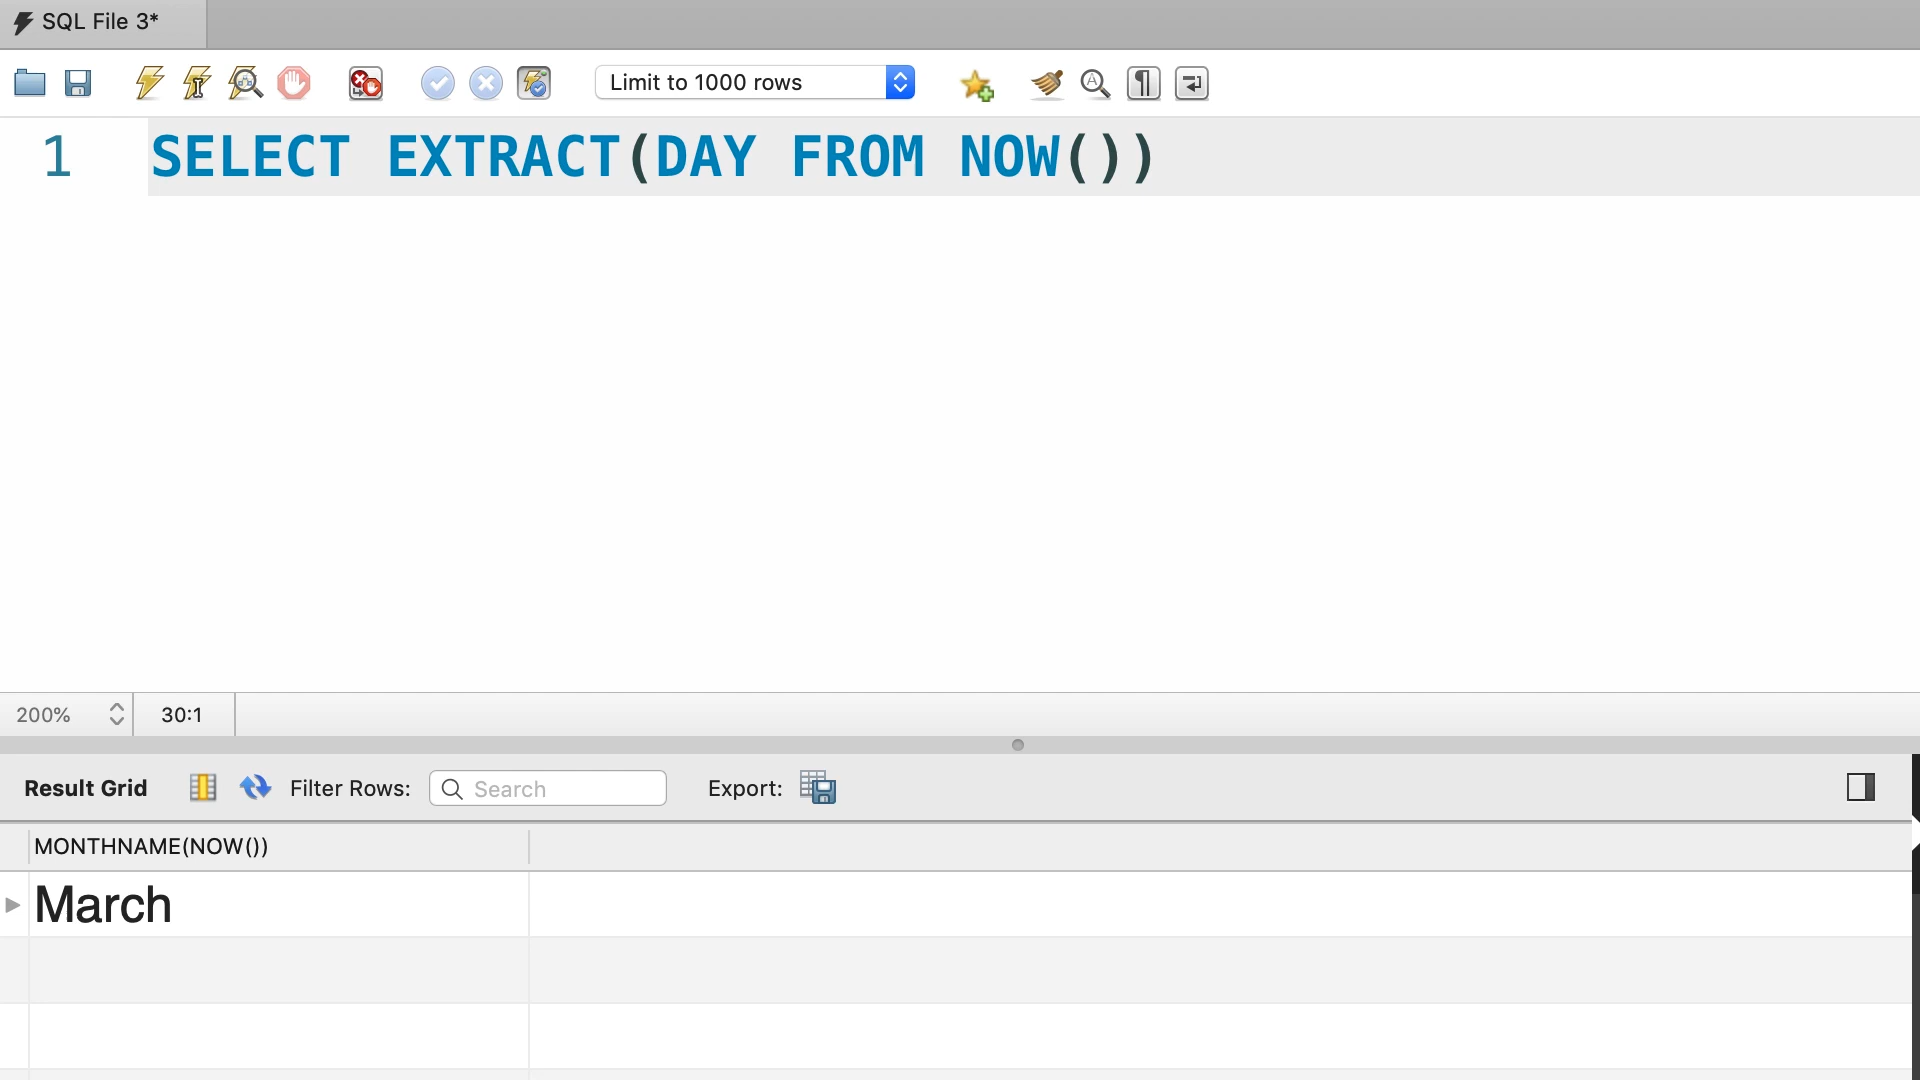 SQL File 3*
Limit to 1000 rows
1 SELECT EXTRACT(DAY FROM NOW())
200% 30:1
Result Grid Filter Rows: Search Export:
MONTHNAME(NOW())
March